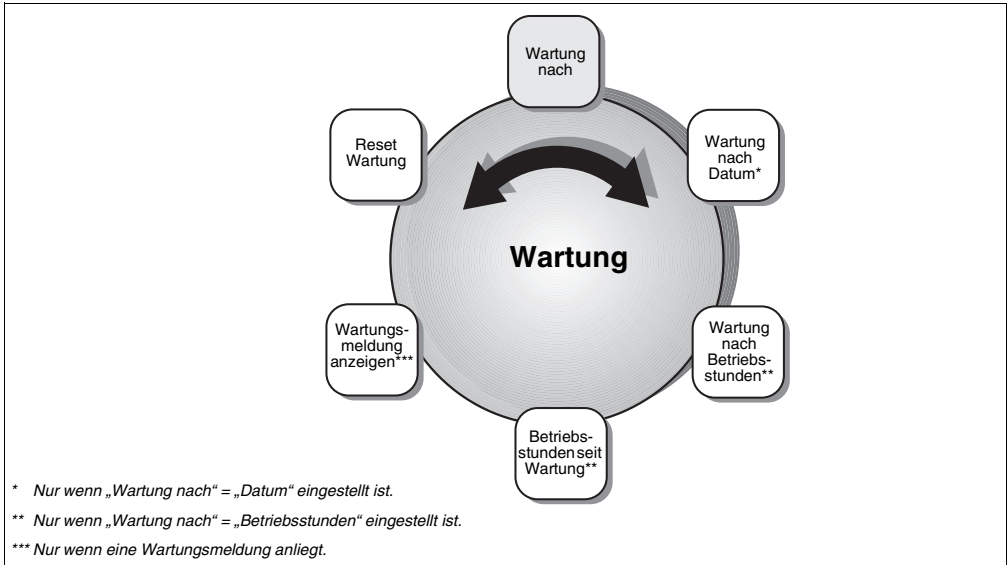 Wartung
nach
Wartung
nach
Datum*
Wartung
nach
Betriebs-
stunden**
Betriebs-
stunden seit
Wartung**
Wartungs-
meldung
anzeigen***
Reset
Wartung
Wartung
* Nur wenn „Wartung nach“ = „Datum“ eingestellt ist.
** Nur wenn „Wartung nach“ = „Betriebsstunden“ eingestellt ist.
*** Nur wenn eine Wartungsmeldung anliegt.